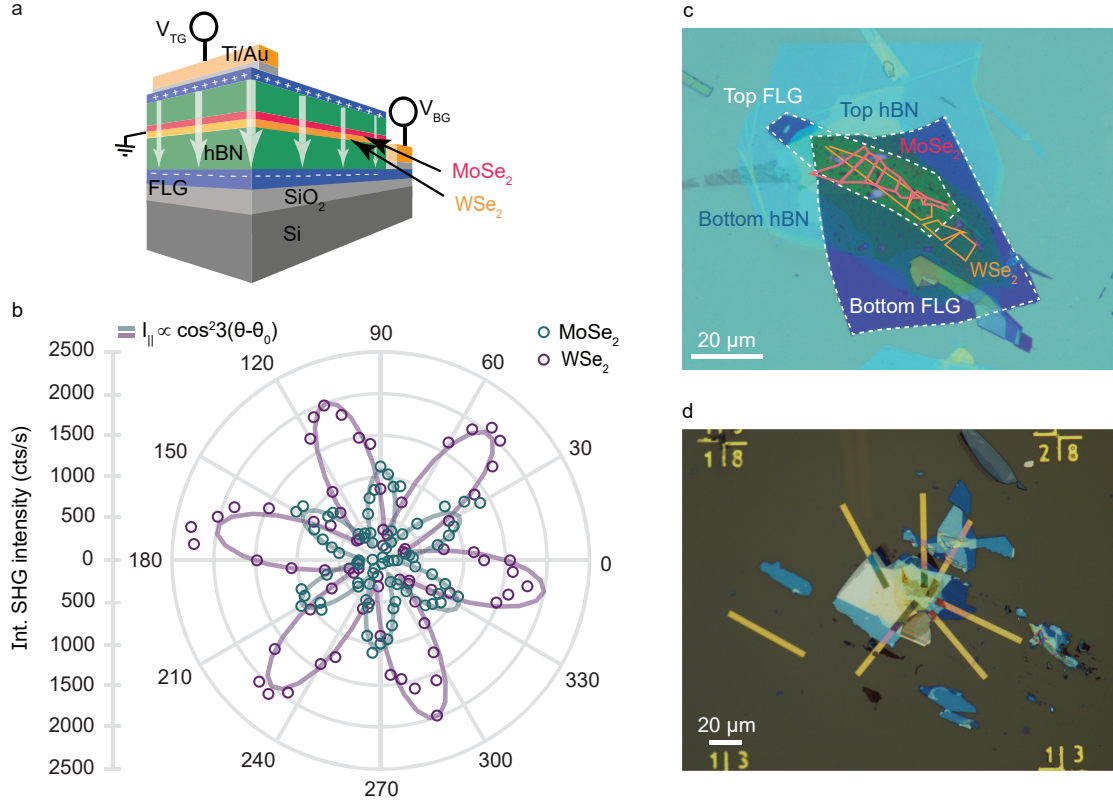 a
V_TG
Ti/Au
V_BG
hBN
MoSe₂
FLG
WSe₂
SiO₂
Si
b
I_|| ∝ cos²3(θ-θ₀)
MoSe₂
WSe₂
Int. SHG intensity (cts/s)
2500
2000
1500
1000
500
0
500
1000
1500
2000
2500
90
60
30
0
330
300
270
240
210
180
150
120
c
Top FLG
Top hBN
MoSe₂
Bottom hBN
WSe₂
Bottom FLG
20 µm
d
1 8
2 8
20 µm
1 3
1 3